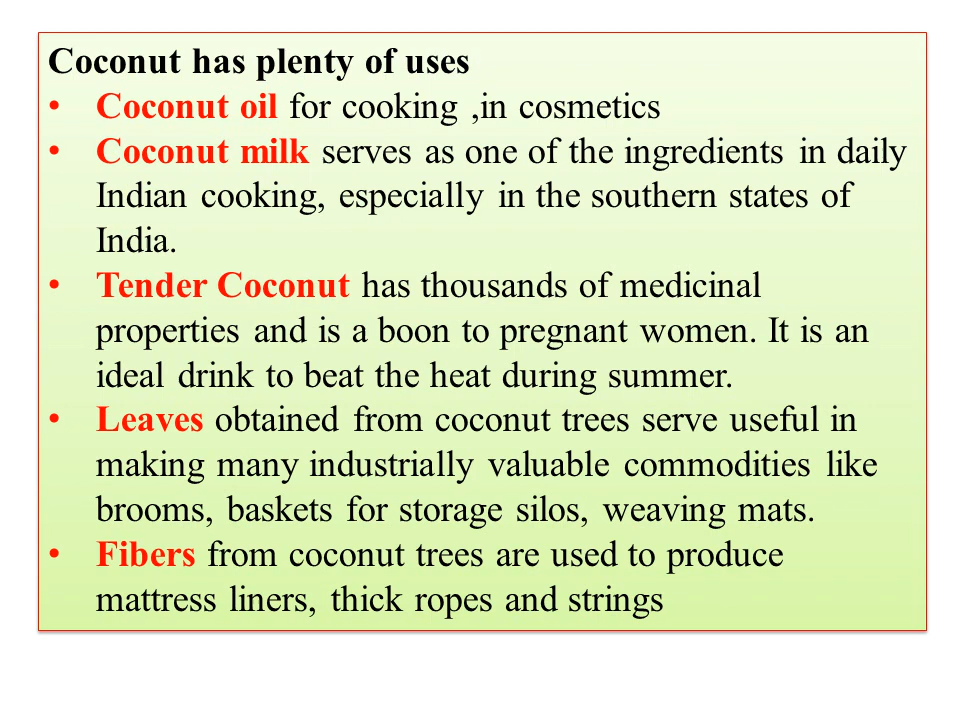 Coconut has plenty of uses
• Coconut oil for cooking ,in cosmetics
• Coconut milk serves as one of the ingredients in daily
Indian cooking, especially in the southern states of
India.
• Tender Coconut has thousands of medicinal
properties and is a boon to pregnant women. It is an
ideal drink to beat the heat during summer.
• Leaves obtained from coconut trees serve useful in
making many industrially valuable commodities like
brooms, baskets for storage silos, weaving mats.
• Fibers from coconut trees are used to produce
mattress liners, thick ropes and strings